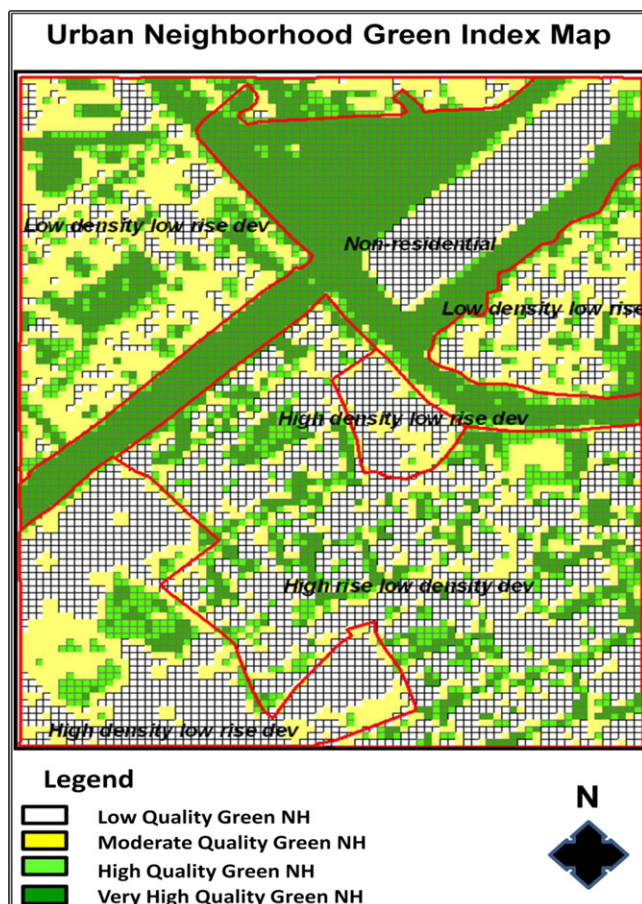 Urban Neighborhood Green Index Map
Low density low rise dev
Non-residential
Low density low rise
High density low rise dev
High rise low density dev
High density low rise dev
Legend
Low Quality Green NH
Moderate Quality Green NH
High Quality Green NH
Very High Quality Green NH
N